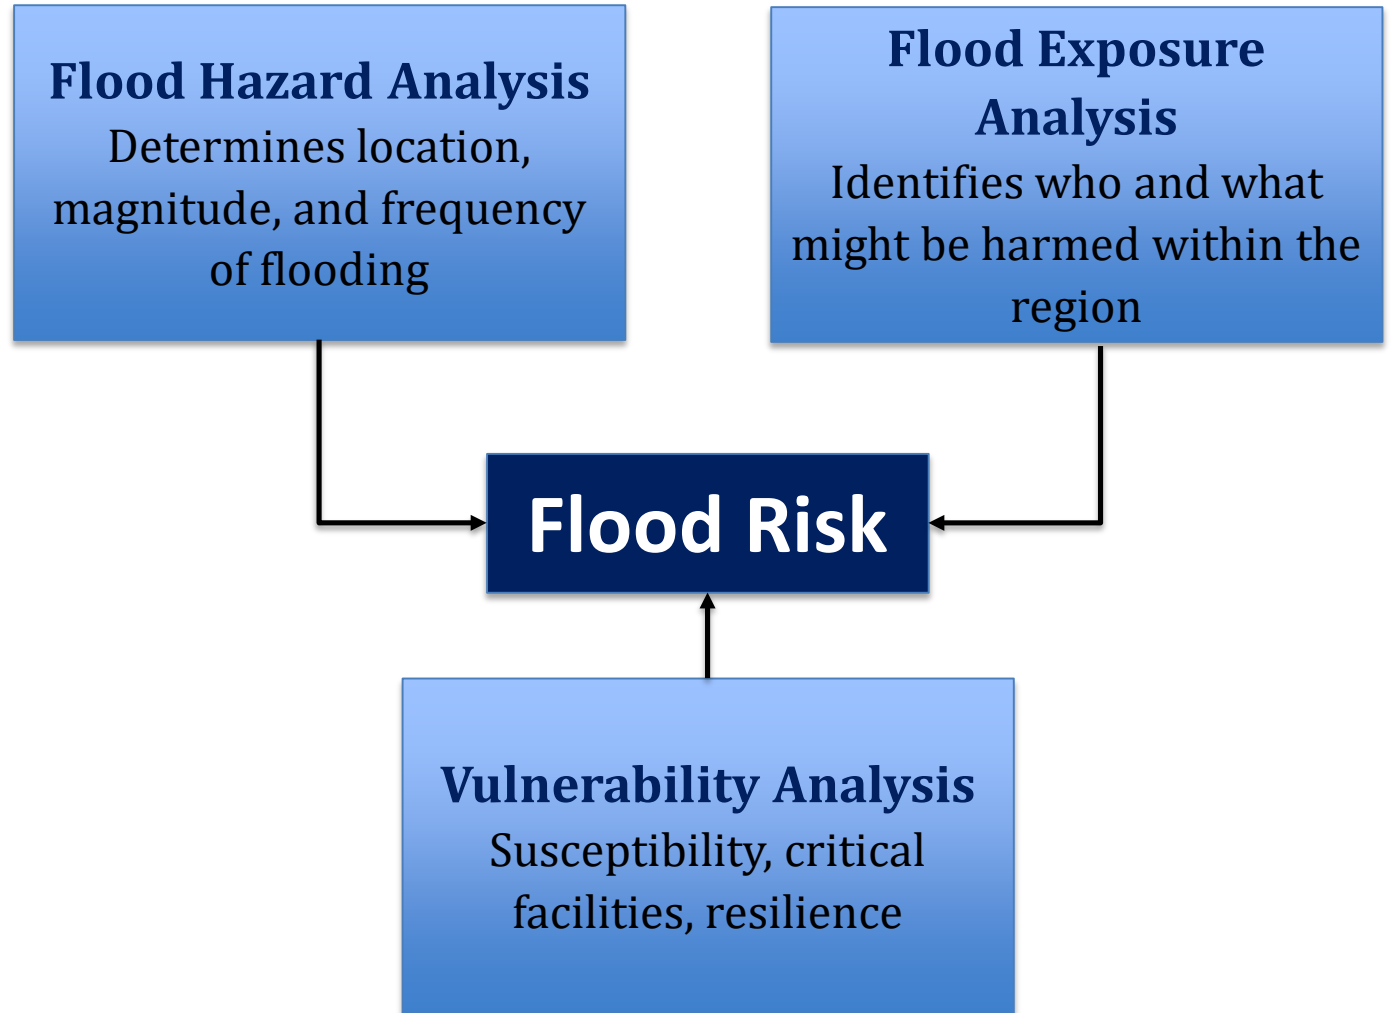 Flood Hazard Analysis
Determines location,
magnitude, and frequency
of flooding
Flood Exposure
Analysis
Identifies who and what
might be harmed within the
region
Flood Risk
Vulnerability Analysis
Susceptibility, critical
facilities, resilience